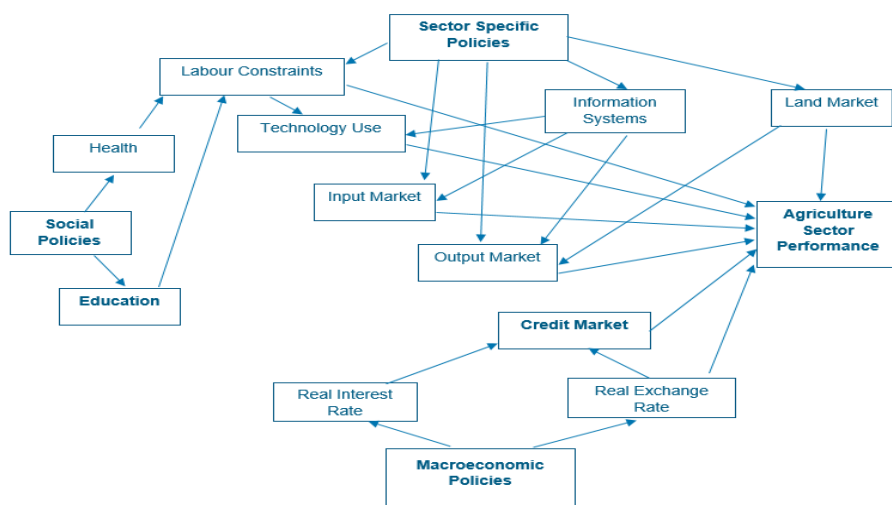 Sector Specific
Policies
Labour Constraints
Information
Systems
Land Market
Technology Use
Health
Input Market
Social
Policies
Agriculture
Sector
Performance
Output Market
Education
Credit Market
Real Interest
Rate
Real Exchange
Rate
Macroeconomic
Policies